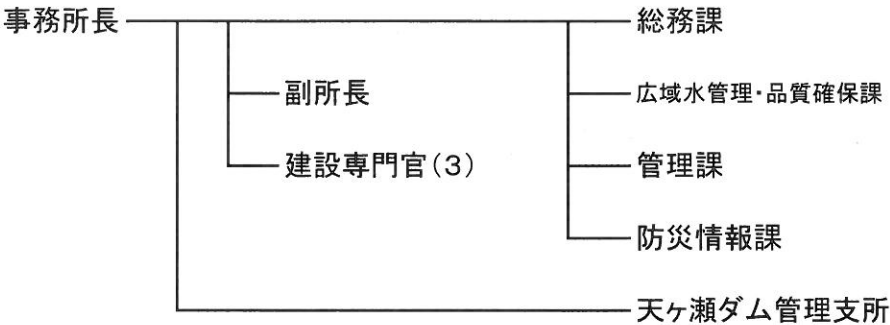 事務所長
総務課
副所長
広域水管理・品質確保課
建設専門官(3)
管理課
防災情報課
天ヶ瀬ダム管理支所